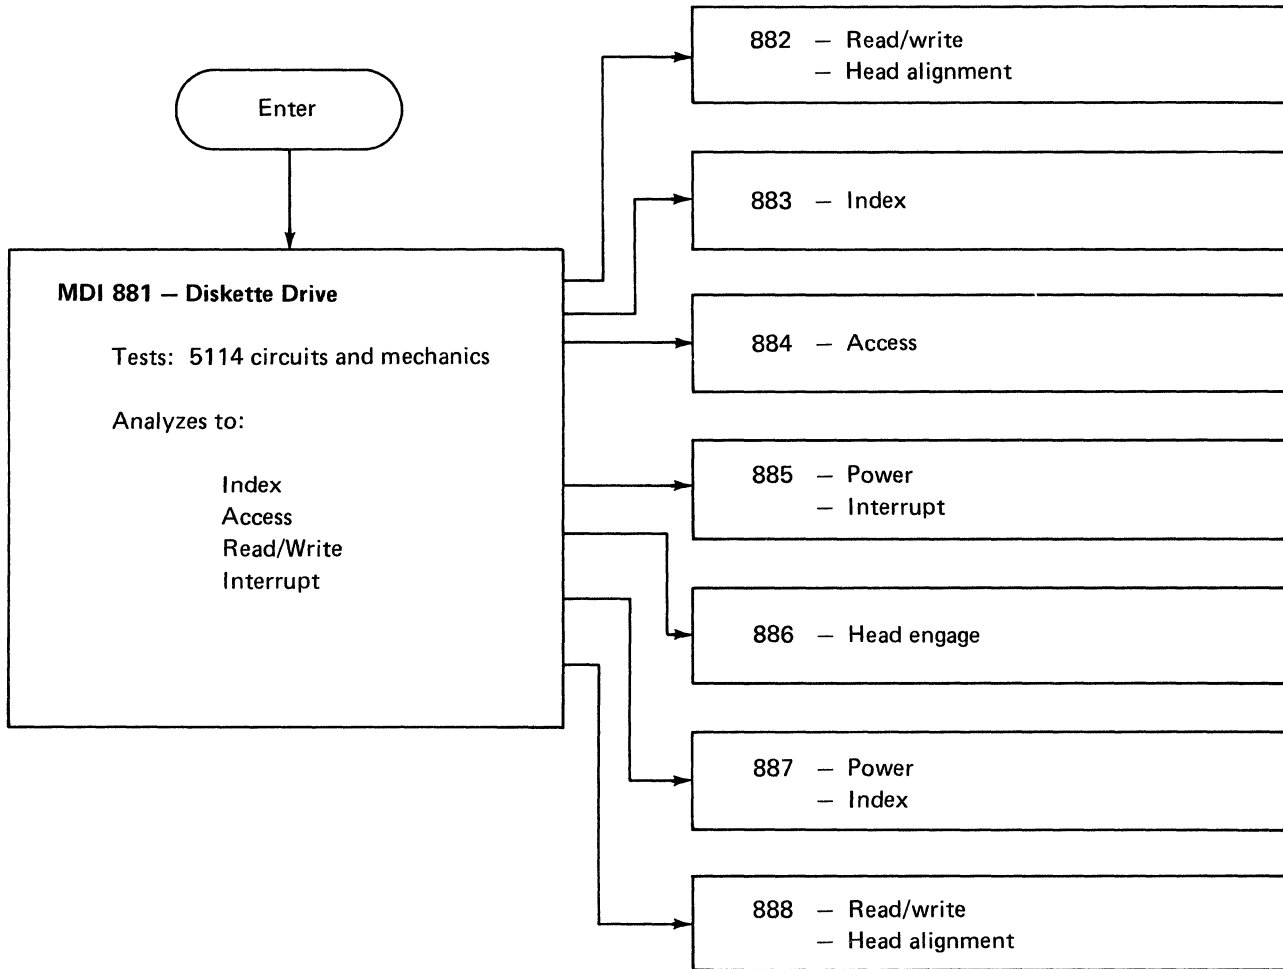 Enter
MDI 881 — Diskette Drive
Tests: 5114 circuits and mechanics
Analyzes to:
Index
Access
Read/Write
Interrupt
882 — Read/write
— Head alignment
883 — Index
884 — Access
885 — Power
— Interrupt
886 — Head engage
887 — Power
— Index
888 — Read/write
— Head alignment